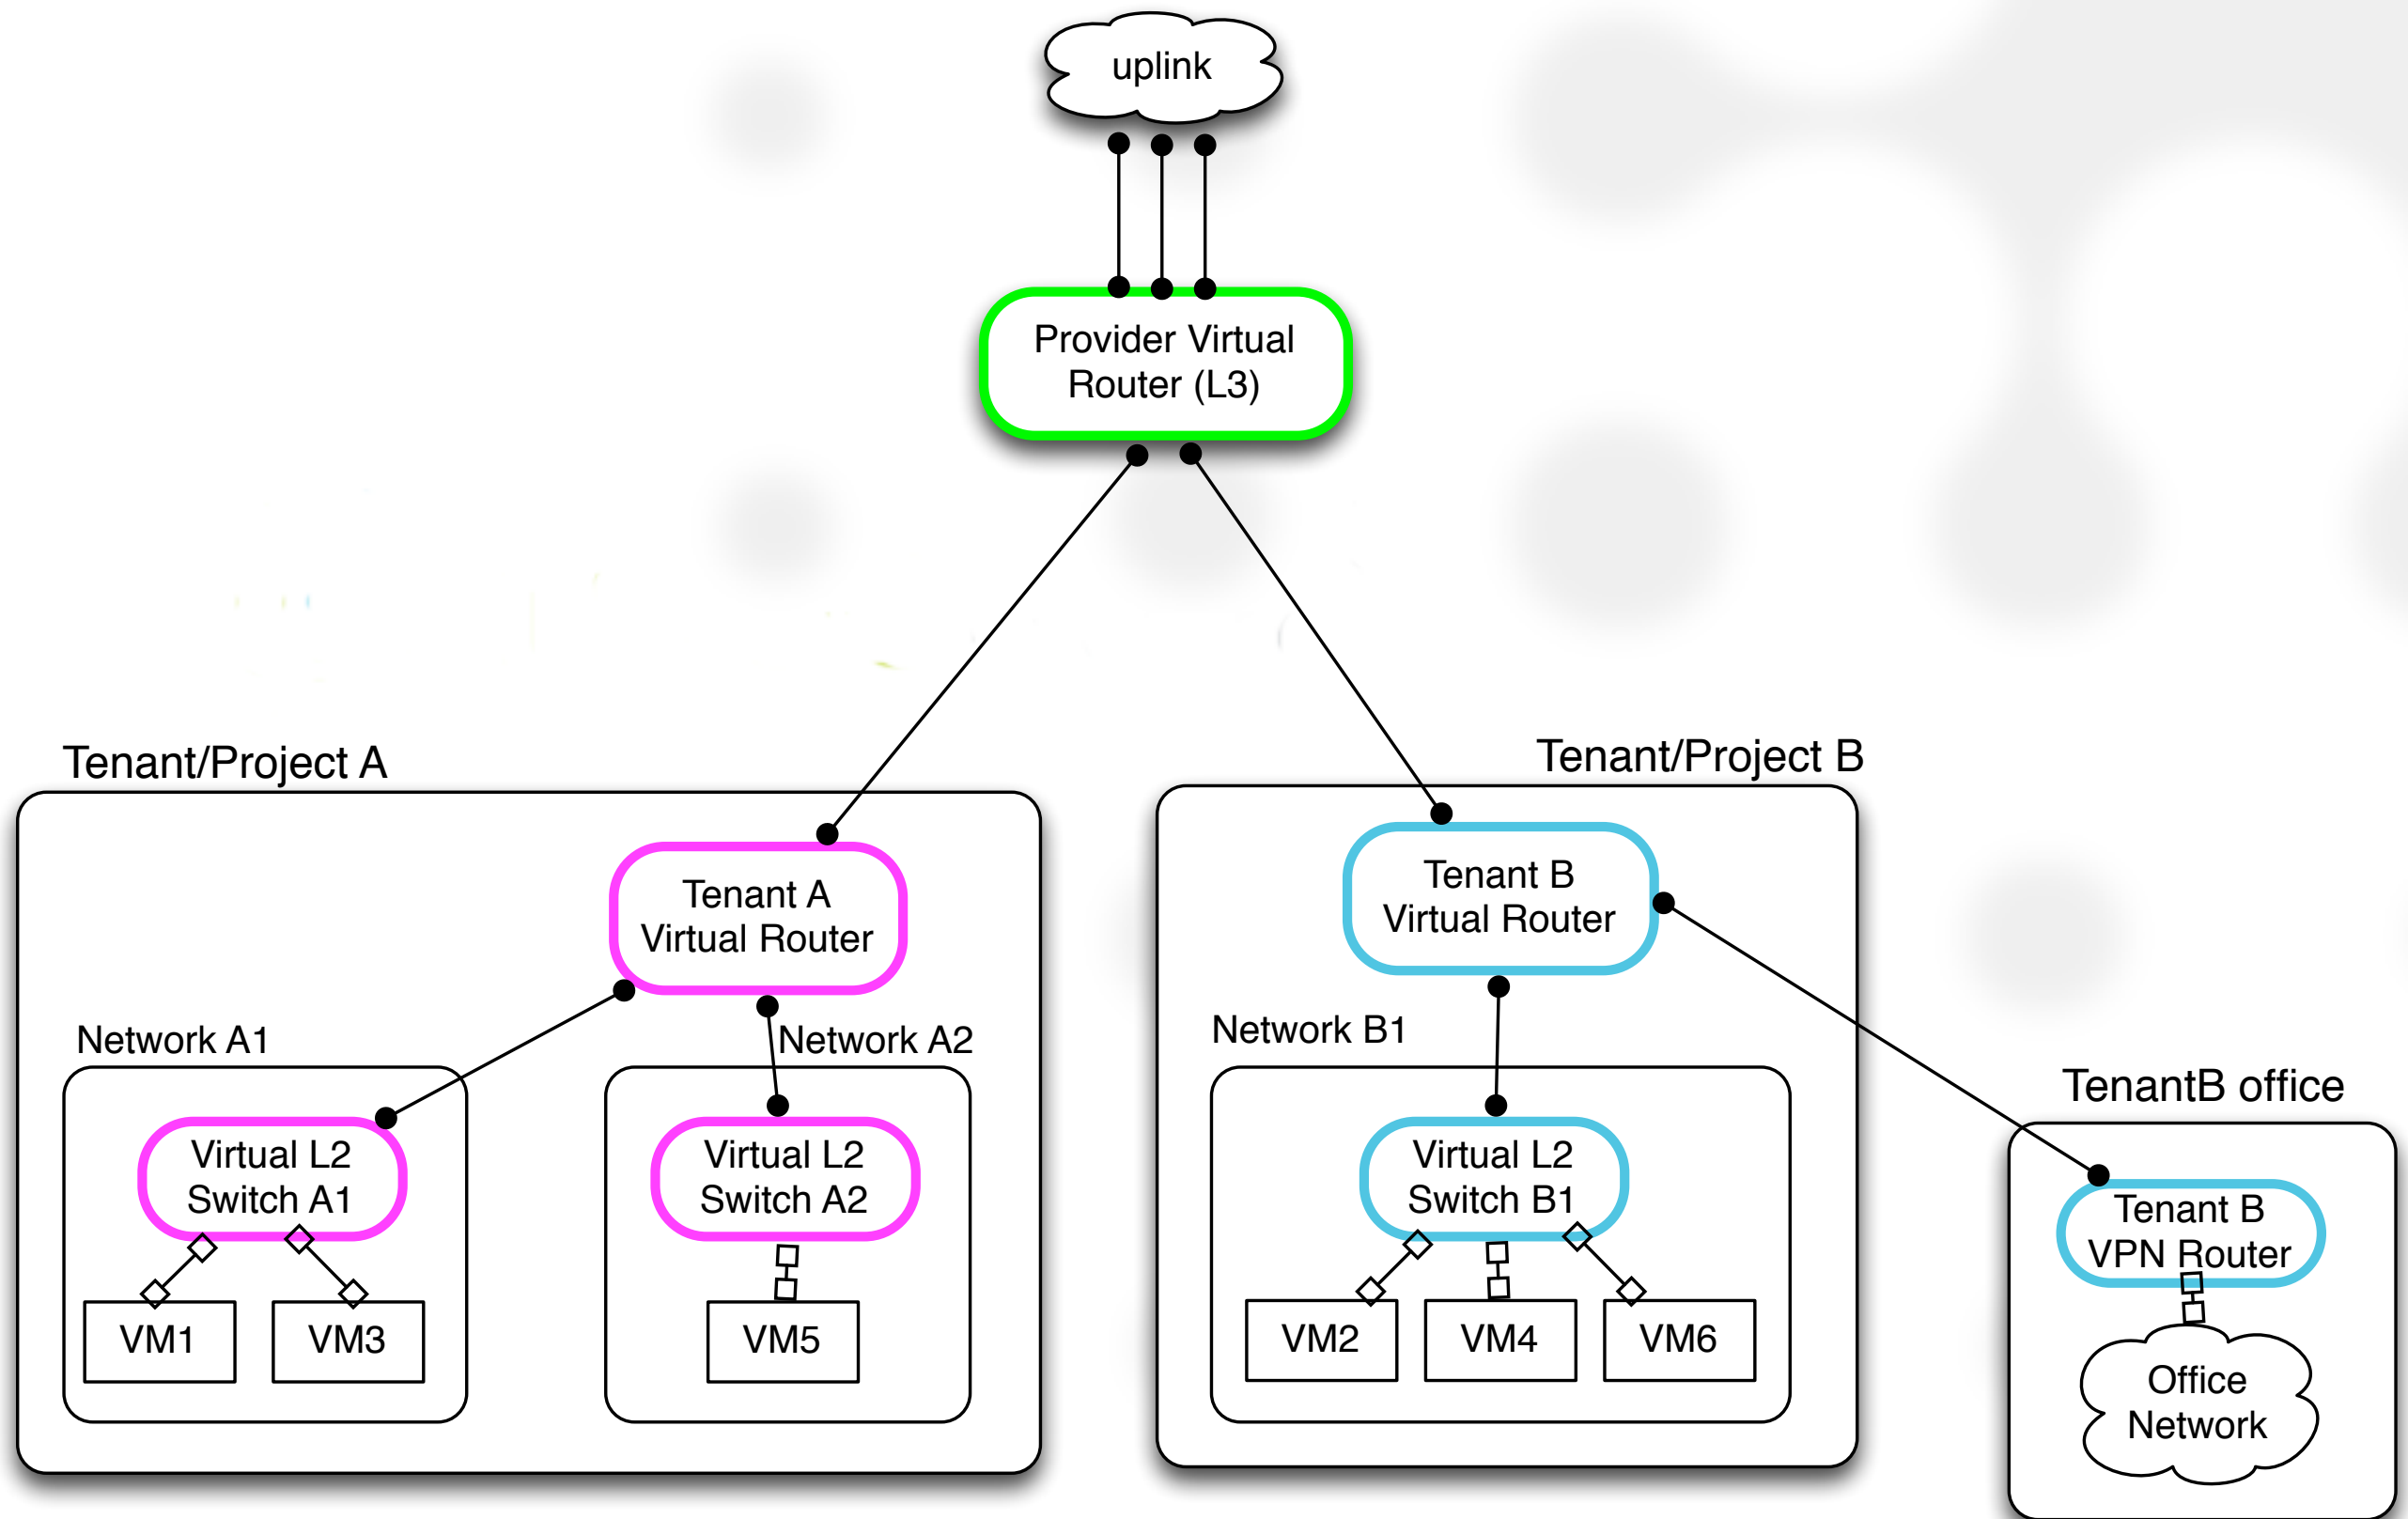 uplink
Provider Virtual
Router (L3)
Tenant/Project A
Tenant/Project B
Tenant A
Virtual Router
Tenant B
Virtual Router
Network A1
Network A2
Network B1
TenantB office
Virtual L2
Switch A1
Virtual L2
Switch A2
Virtual L2
Switch B1
Tenant B
VPN Router
VM1
VM3
VM5
VM2
VM4
VM6
Office
Network